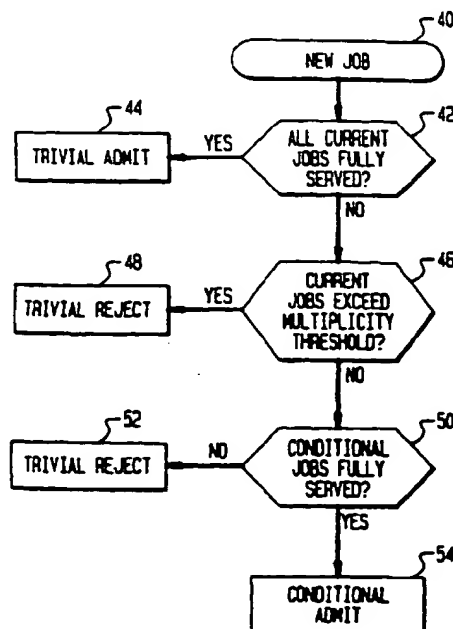 40
NEW JOB
44
42
TRIVIAL ADMIT
YES
ALL CURRENT
JOBS FULLY
SERVED?
NO
48
46
TRIVIAL REJECT
YES
CURRENT
JOBS EXCEED
MULTIPLICITY
THRESHOLD?
NO
52
50
TRIVIAL REJECT
NO
CONDITIONAL
JOBS FULLY
SERVED?
YES
54
CONDITIONAL
ADMIT